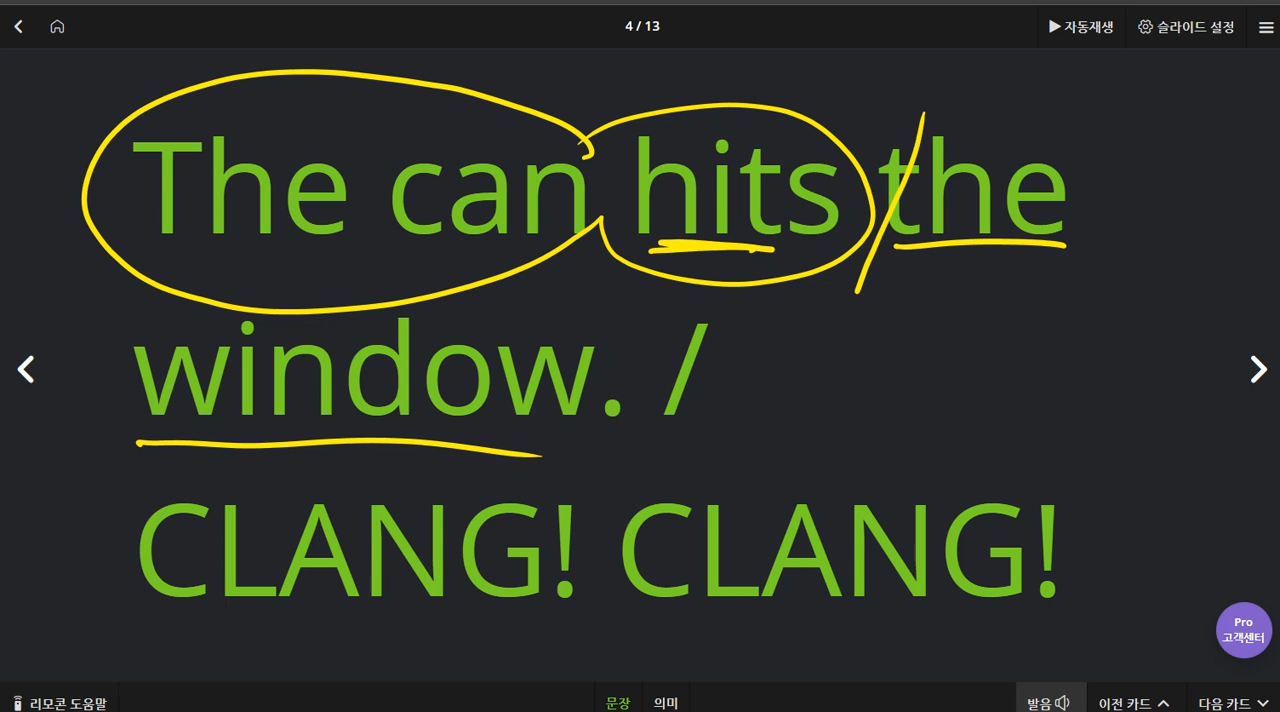 4 / 13
▶ 자동재생
슬라이드 설정
The can hits the
window. /
CLANG! CLANG!
Pro
고객센터
리모콘 도움말
문장
의미
발음
이전 카드
다음 카드